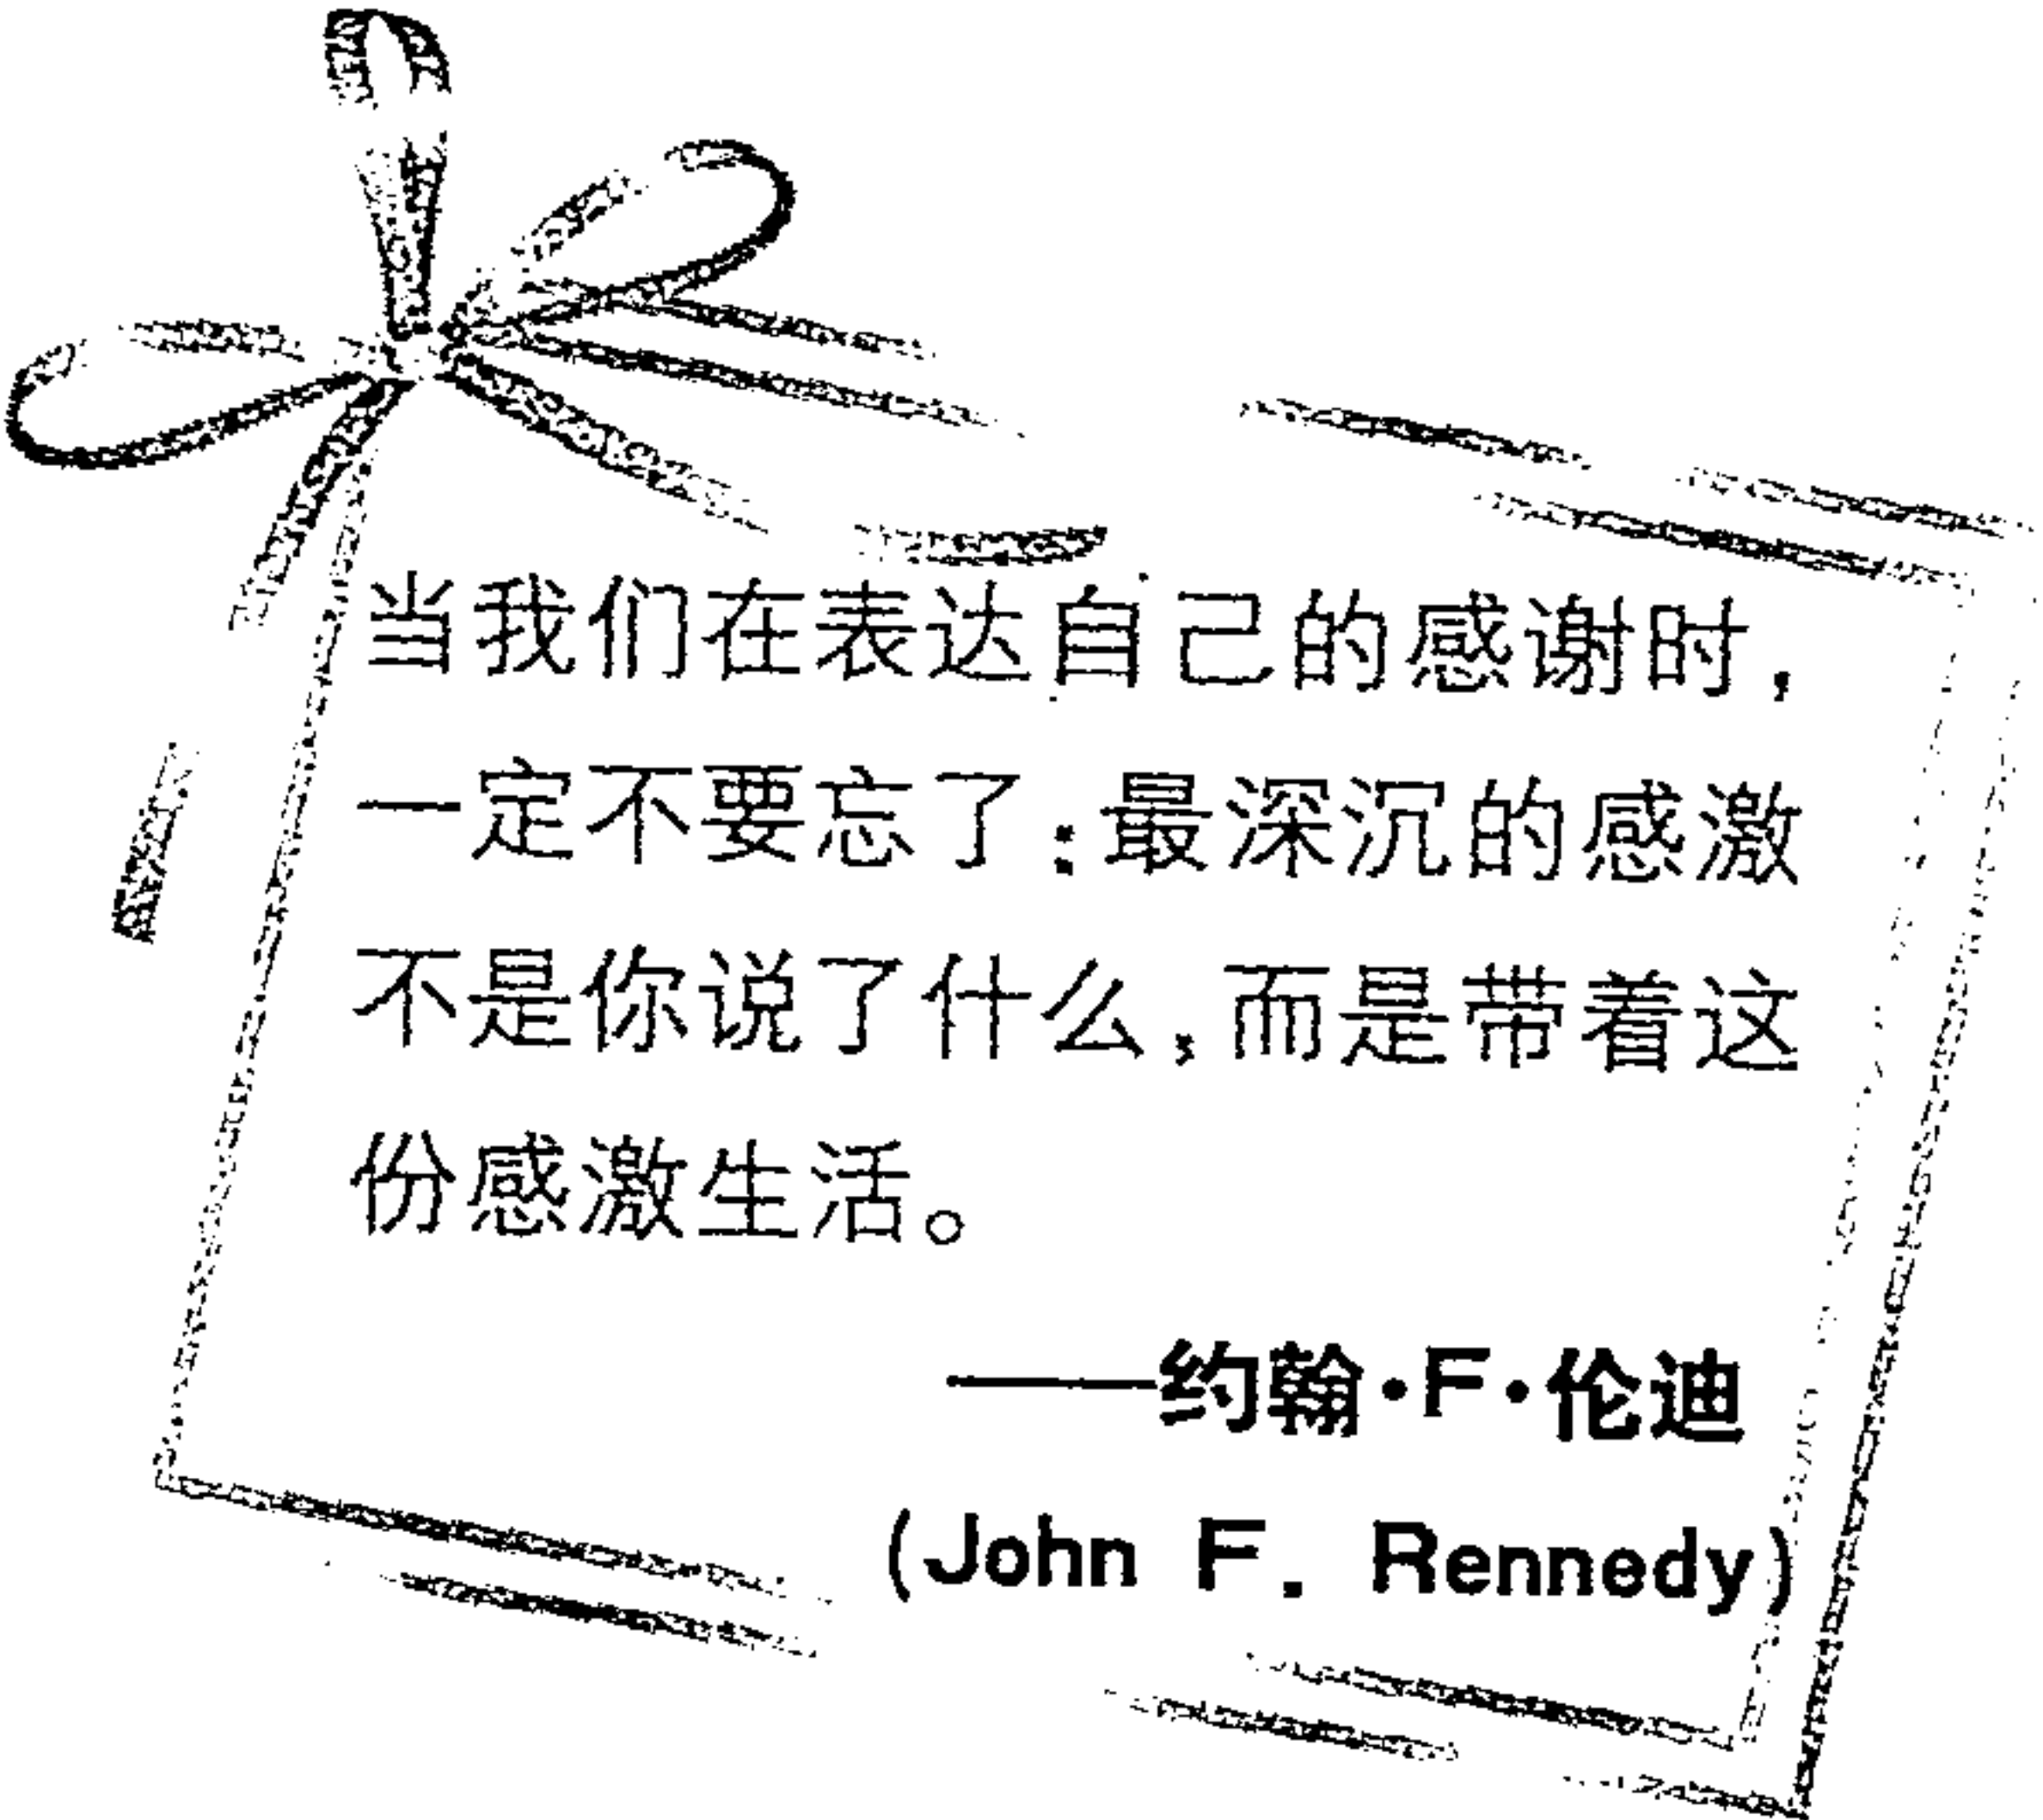 当我们在表达自己的感谢时，
一定不要忘了：最深沉的感激
不是你说了什么，而是带着这
份感激生活。
——约翰·F·伦迪
(John F. Rennedy)